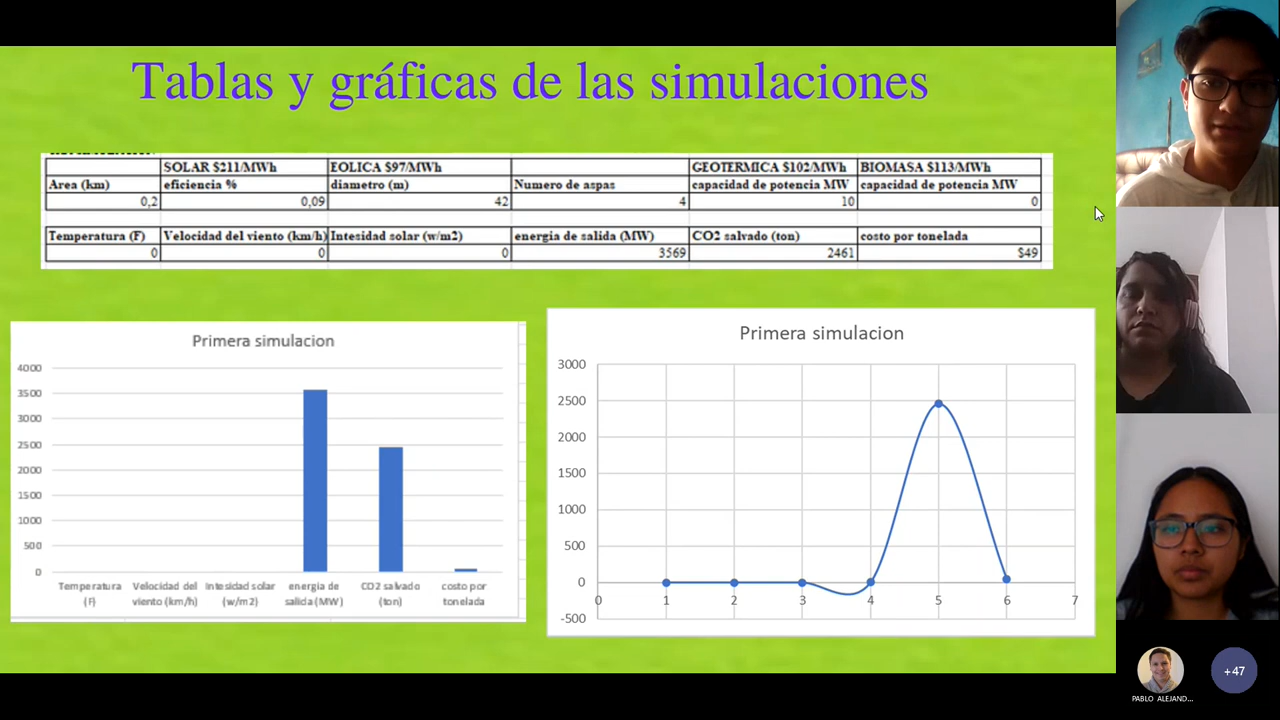 Tablas y gráficas de las simulaciones
SOLAR $211/MWh EOLICA $97/MWh GEOTERMICA $102/MWh BIOMASA $113/MWh
Area (km) eficiencia % diametro (m) Numero de aspas capacidad de potencia MW capacidad de potencia MW
0,2 0,09 42 4 10 0
Temperatura (F) Velocidad del viento (km/h) Intesidad solar (w/m2) energia de salida (MW) CO2 salvado (ton) costo por tonelada
0 0 0 3569 2461 $49
Primera simulacion
4000
3500
3000
2500
2000
1500
1000
500
0
Temperatura Velocidad del Intesidad solar energia de CO2 salvado costo por
(F) viento (km/h) (w/m2) salida (MW) (ton) tonelada
Primera simulacion
3000
2500
2000
1500
1000
500
0
-500
0 1 2 3 4 5 6 7
PABLO ALEJAND...
+47